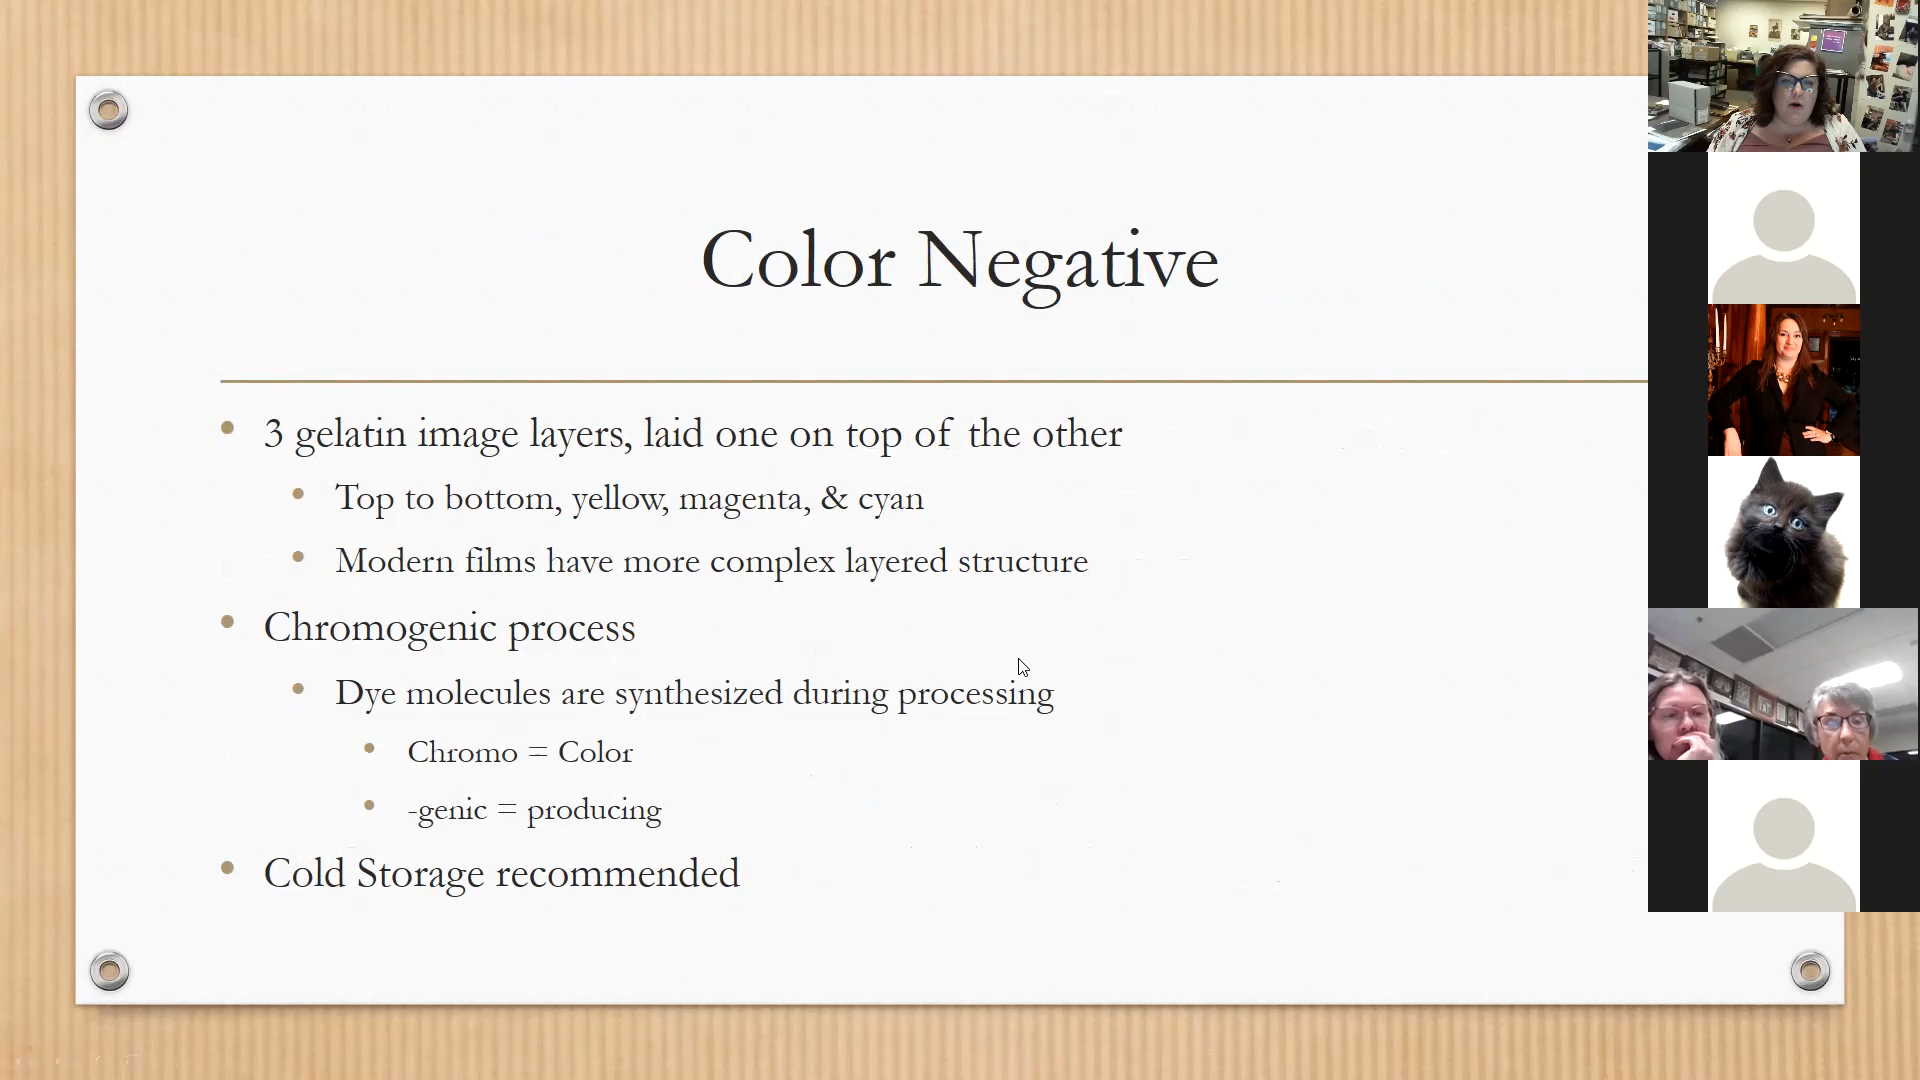 Color Negative
3 gelatin image layers, laid one on top of the other
Top to bottom, yellow, magenta, & cyan
Modern films have more complex layered structure
Chromogenic process
Dye molecules are synthesized during processing
Chromo = Color
-genic = producing
Cold Storage recommended